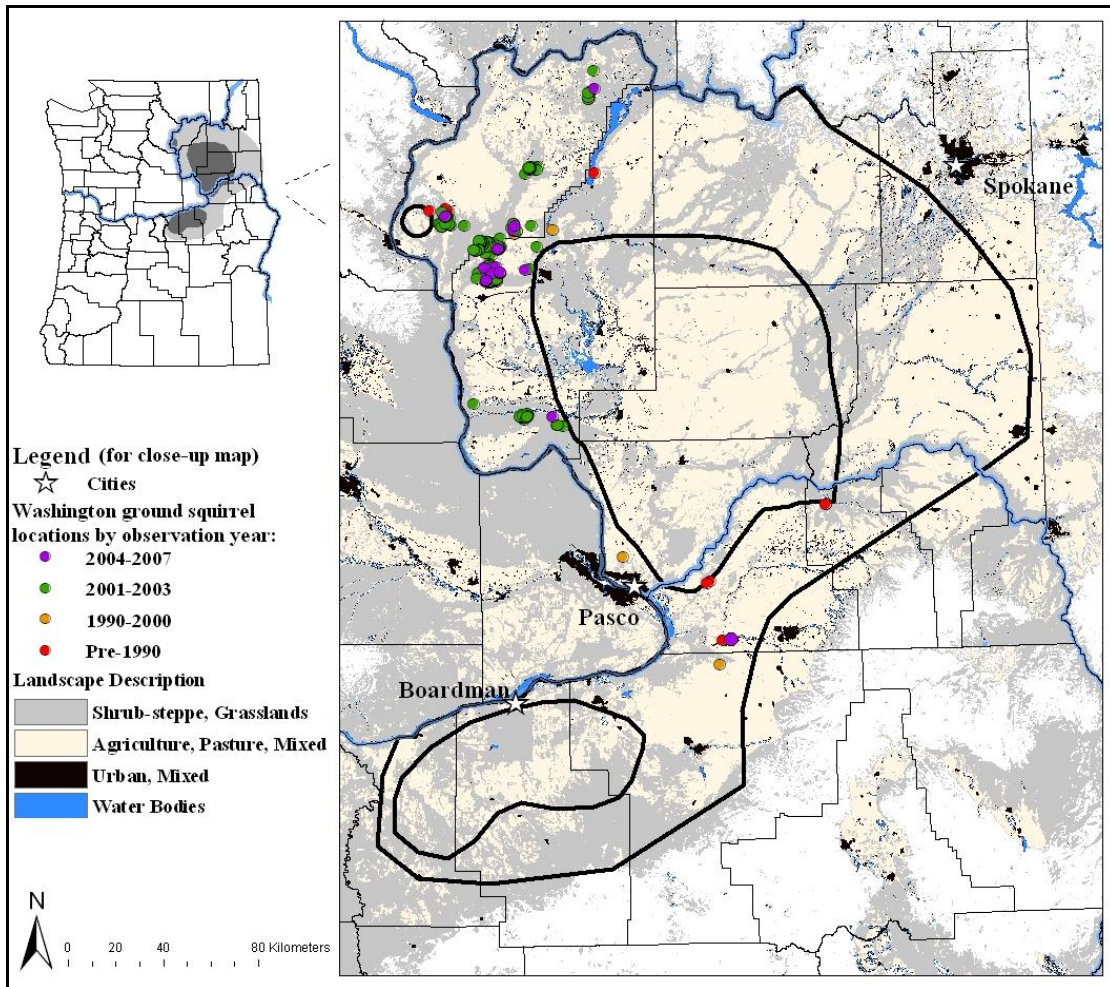 Spokane
Pasco
Boardman
Legend (for close-up map)
Cities
Washington ground squirrel
locations by observation year:
2004-2007
2001-2003
1990-2000
Pre-1990
Landscape Description
Shrub-steppe, Grasslands
Agriculture, Pasture, Mixed
Urban, Mixed
Water Bodies
N
0 20 40 80 Kilometers